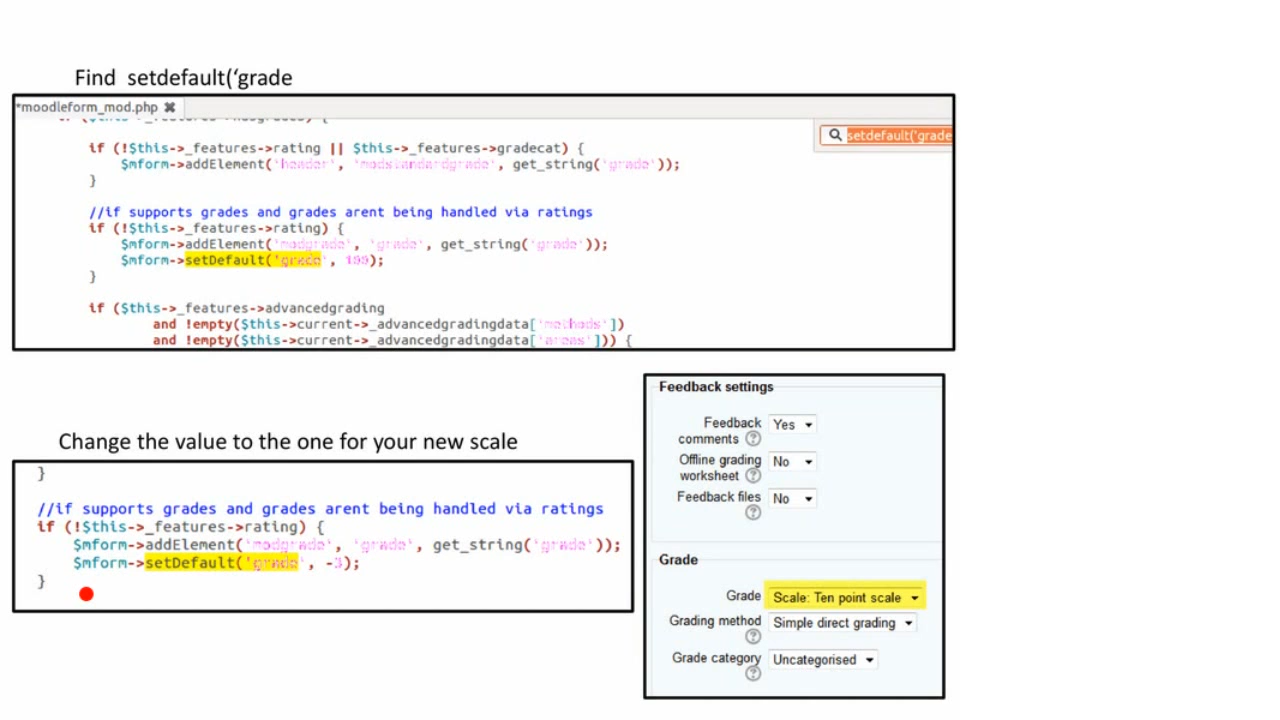 Find setdefault(‘grade
*moodleform_mod.php ✖
setdefault('grade
if (!$this->_features->rating || $this->_features->gradecat) {
$mform->addElement('header', 'modstandardgrade', get_string('grade'));
}
//if supports grades and grades arent being handled via ratings
if (!$this->_features->rating) {
$mform->addElement('modgrade', 'grade', get_string('grade'));
$mform->setDefault('grade', 100);
}
if ($this->_features->advancedgrading
and !empty($this->current->_advancedgradingdata['methods'])
and !empty($this->current->_advancedgradingdata['areas'])) {
Change the value to the one for your new scale
}
//if supports grades and grades arent being handled via ratings
if (!$this->_features->rating) {
$mform->addElement('modgrade', 'grade', get_string('grade'));
$mform->setDefault('grade', -3);
}
Feedback settings
Feedback comments ? Yes
Offline grading worksheet ? No
Feedback files ? No
Grade
Grade Scale: Ten point scale
Grading method ? Simple direct grading
Grade category ? Uncategorised